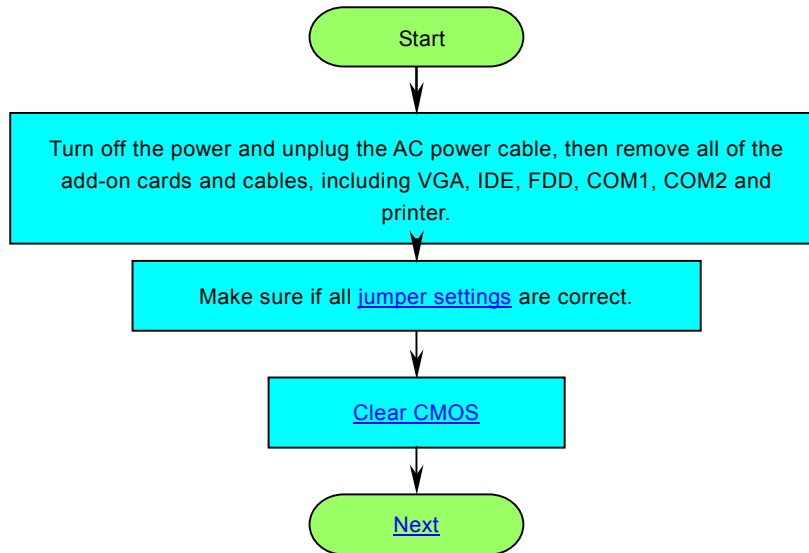 Start
Turn off the power and unplug the AC power cable, then remove all of the
add-on cards and cables, including VGA, IDE, FDD, COM1, COM2 and
printer.
Make sure if all jumper settings are correct.
Clear CMOS
Next